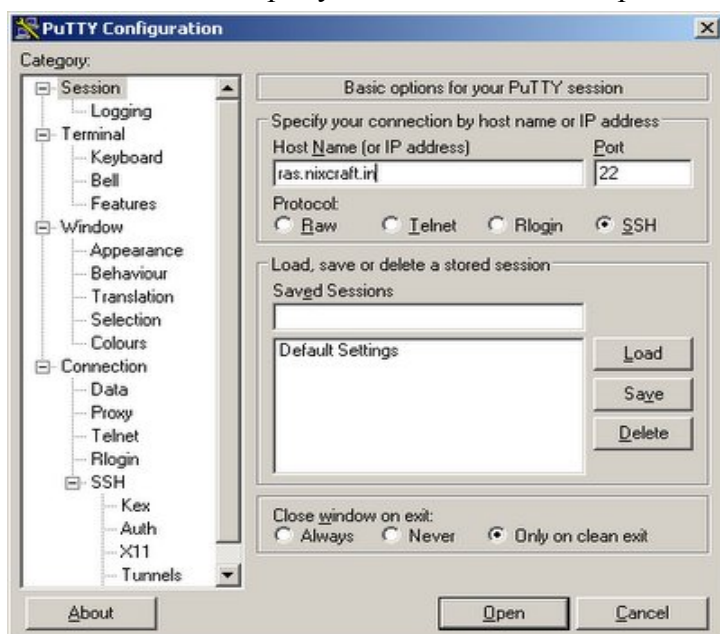 PuTTY Configuration
Category:
Session
Logging
Terminal
Keyboard
Bell
Features
Window
Appearance
Behaviour
Translation
Selection
Colours
Connection
Data
Proxy
Telnet
Rlogin
SSH
Kex
Auth
X11
Tunnels
Basic options for your PuTTY session
Specify your connection by host name or IP address
Host Name (or IP address) Port
ras.nixcraft.in 22
Protocol:
Raw Telnet Rlogin SSH
Load, save or delete a stored session
Saved Sessions
Default Settings
Load
Save
Delete
Close window on exit:
Always Never Only on clean exit
About Open Cancel